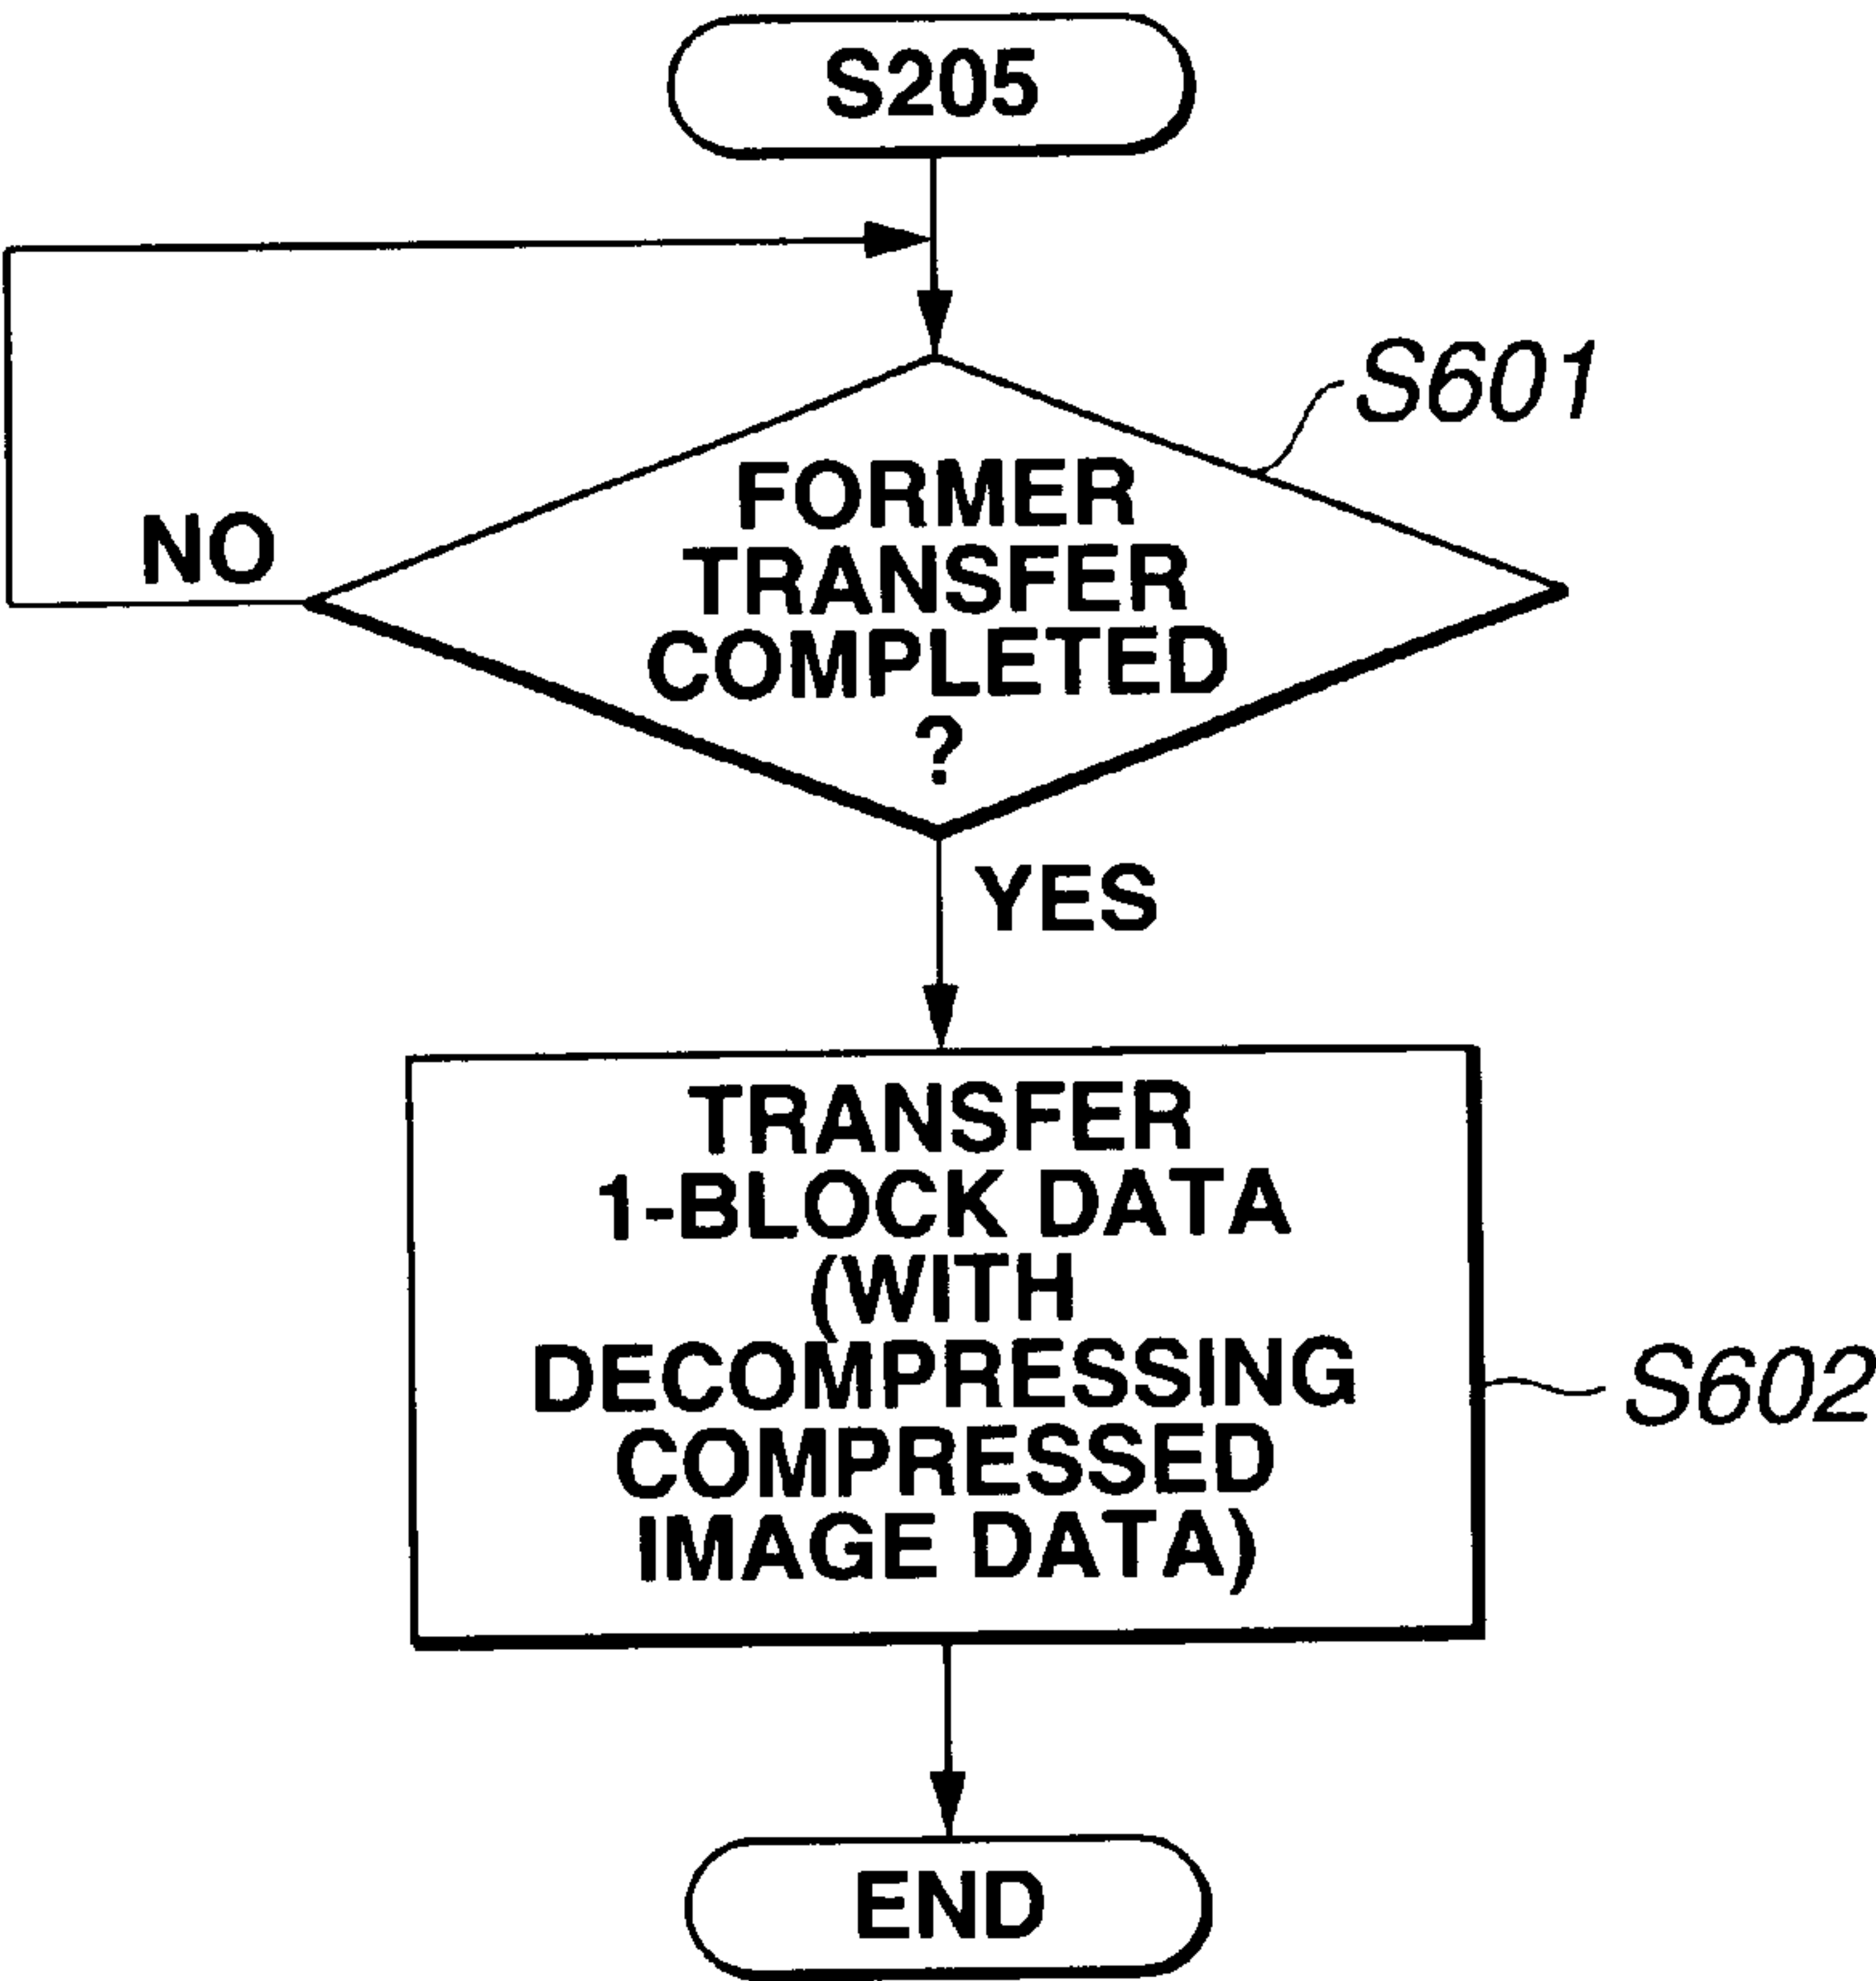 S205
S601
FORMER
TRANSFER
COMPLETED
?
NO
YES
TRANSFER
1-BLOCK DATA
(WITH
DECOMPRESSING
COMPRESSED
IMAGE DATA)
S602
END